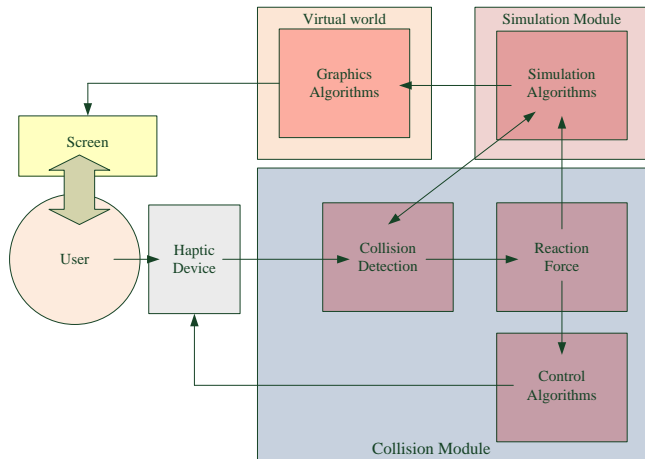 Virtual world
Simulation Module
Graphics
Algorithms
Simulation
Algorithms
Screen
User
Haptic
Device
Collision
Detection
Reaction
Force
Control
Algorithms
Collision Module